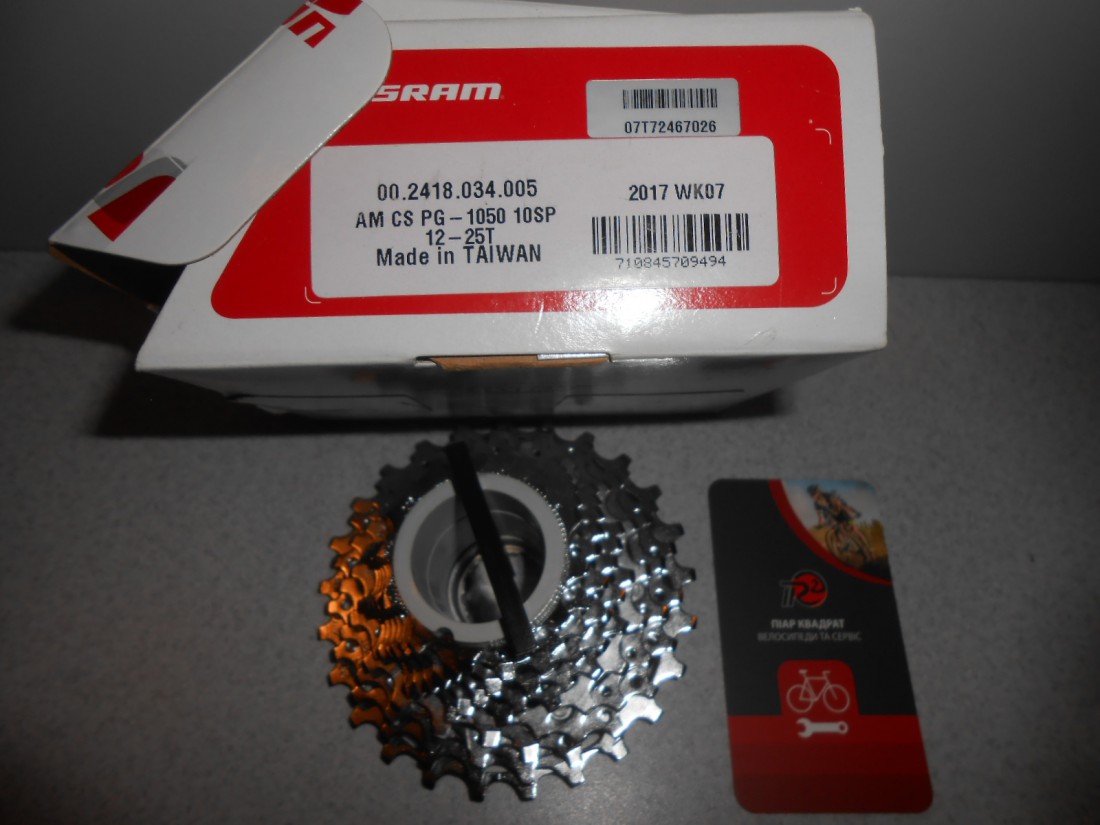 SRAM
07T72467026
00.2418.034.005
AM CS PG-1050 10SP
12-25T
Made in TAIWAN
2017 WK07
710845709494
ПІАР КВАДРАТ
ВЕЛОСИПЕДИ ТА СЕРВІС